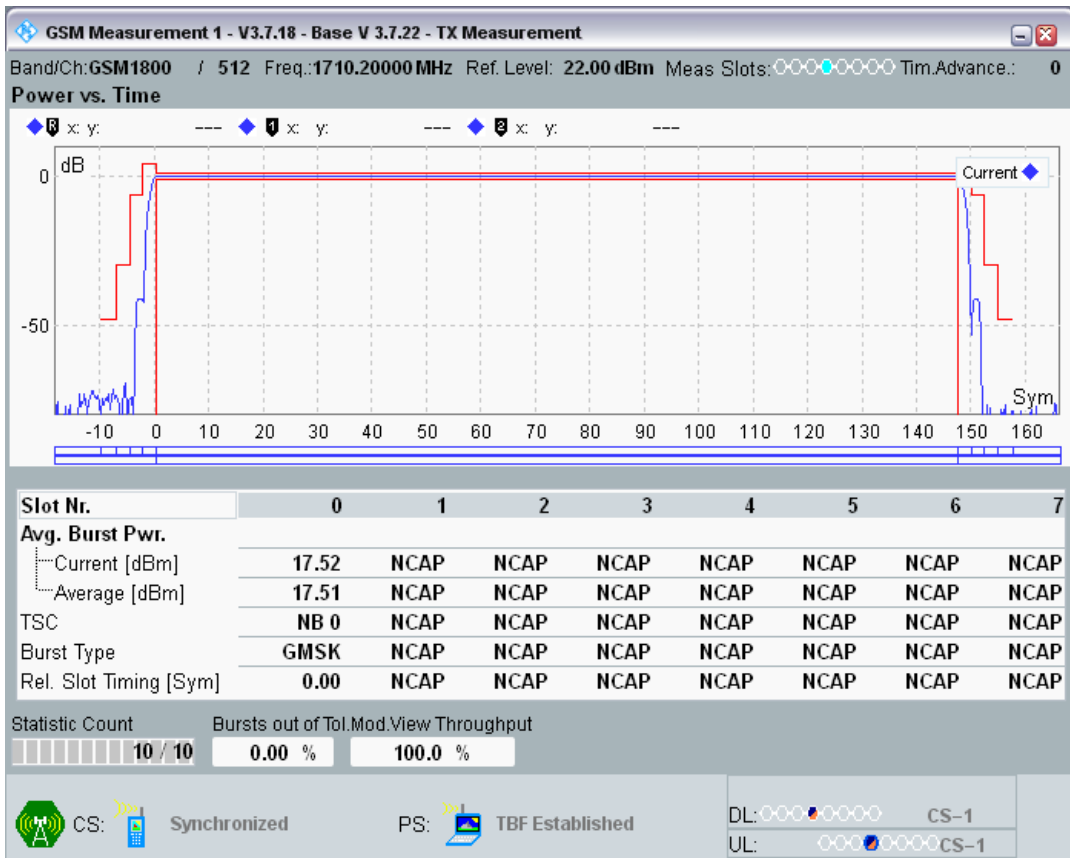 GSM Measurement 1 - V3.7.18 - Base V 3.7.22 - TX Measurement
Band/Ch:GSM1800 / 512 Freq.:1710.20000 MHz Ref. Level: 22.00 dBm Meas Slots: Tim.Advance.: 0
Power vs. Time
R x: y: --- 1 x: y: --- 2 x: y: ---
dB
Current
0
-50
Sym
-10 0 10 20 30 40 50 60 70 80 90 100 110 120 130 140 150 160
Slot Nr. 0 1 2 3 4 5 6 7
Avg. Burst Pwr.
Current [dBm] 17.52 NCAP NCAP NCAP NCAP NCAP NCAP NCAP
Average [dBm] 17.51 NCAP NCAP NCAP NCAP NCAP NCAP NCAP
TSC NB 0 NCAP NCAP NCAP NCAP NCAP NCAP NCAP
Burst Type GMSK NCAP NCAP NCAP NCAP NCAP NCAP NCAP
Rel. Slot Timing [Sym] 0.00 NCAP NCAP NCAP NCAP NCAP NCAP NCAP
Statistic Count Bursts out of Tol.Mod.View Throughput
10 / 10 0.00 % 100.0 %
CS: Synchronized PS: TBF Established
DL: CS-1
UL: CS-1